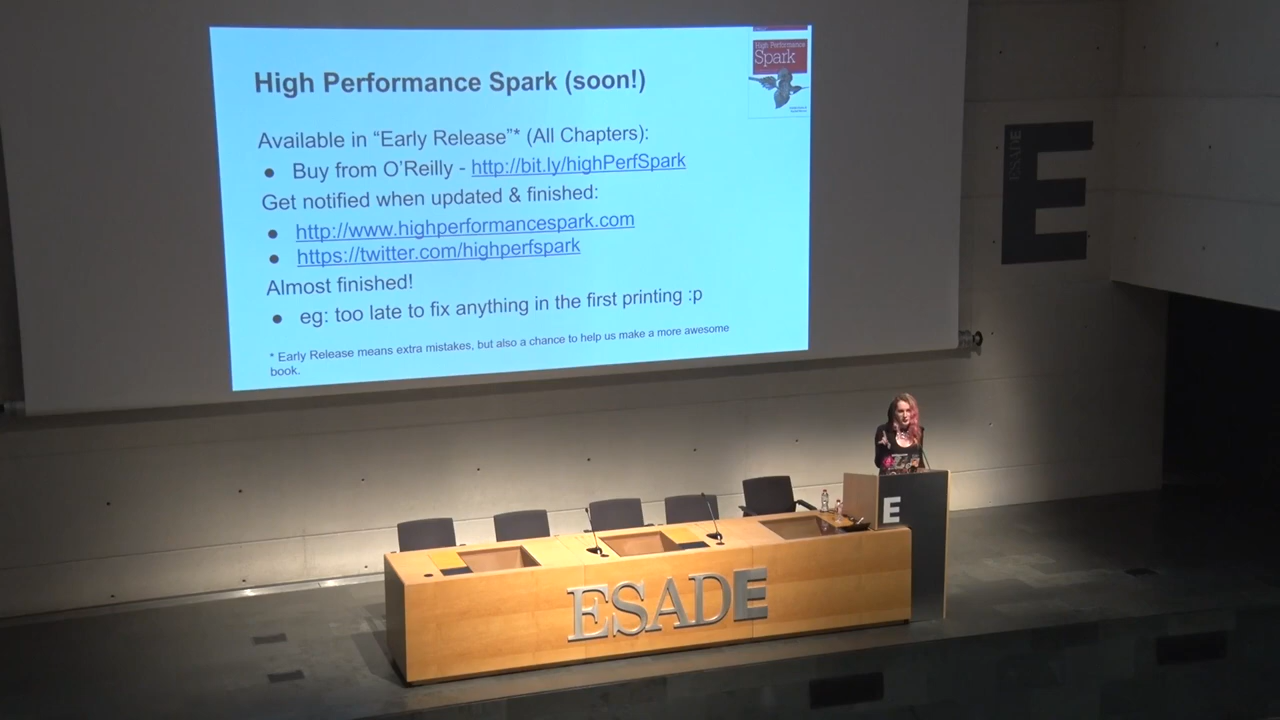 High Performance Spark (soon!)
Available in “Early Release”* (All Chapters):
● Buy from O’Reilly - http://bit.ly/highPerfSpark
Get notified when updated & finished:
● http://www.highperformancespark.com
● https://twitter.com/highperfspark
Almost finished!
● eg: too late to fix anything in the first printing :p
* Early Release means extra mistakes, but also a chance to help us make a more awesome
book.
High Performance
Spark
ESADE
E
E
ESADE